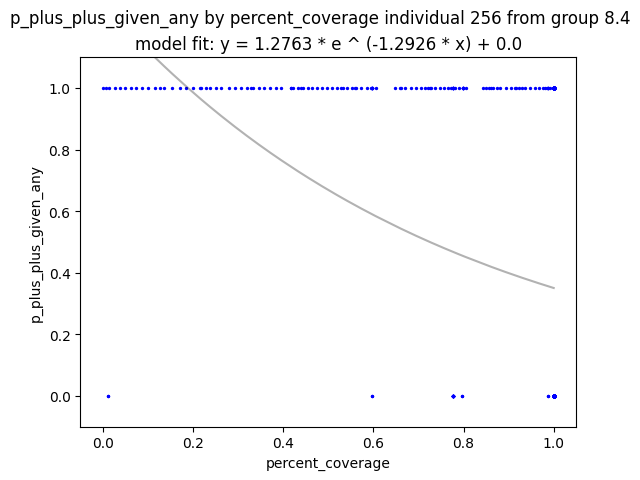 p_plus_plus_given_any by percent_coverage individual 256 from group 8.4
model fit: y = 1.2763 * e ^ (-1.2926 * x) + 0.0
1.0
0.8
0.6
0.4
0.2
0.0
p_plus_plus_given_any
0.0 0.2 0.4 0.6 0.8 1.0
percent_coverage